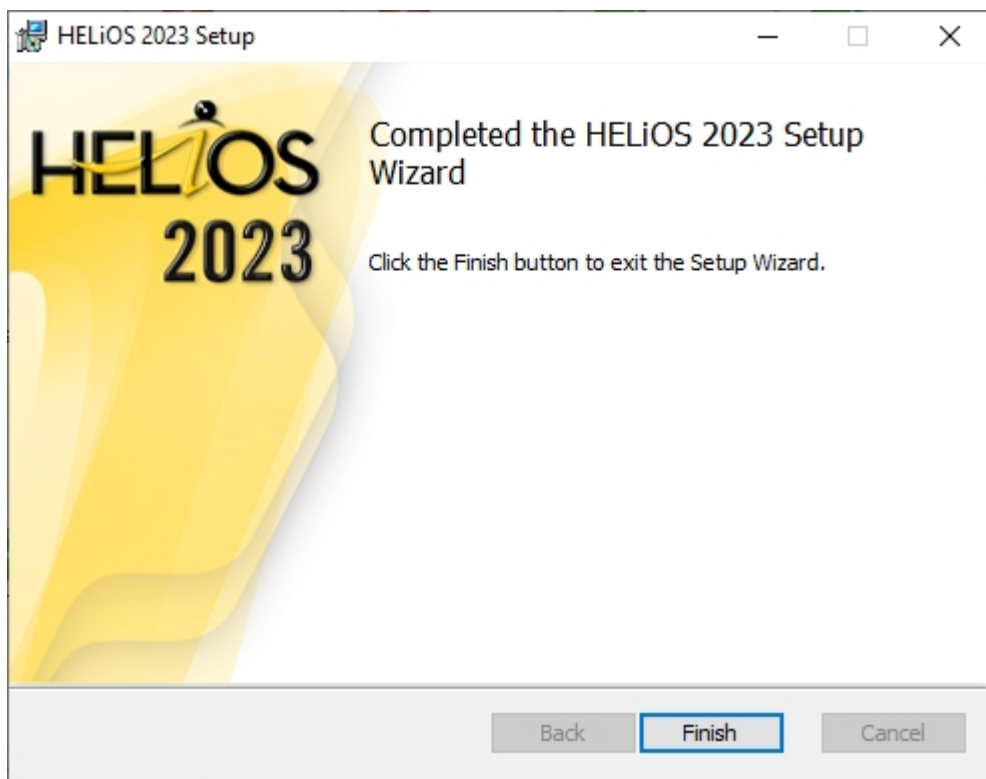 HELiOS 2023 Setup
HELiOS
2023
Completed the HELiOS 2023 Setup
Wizard
Click the Finish button to exit the Setup Wizard.
Back
Finish
Cancel